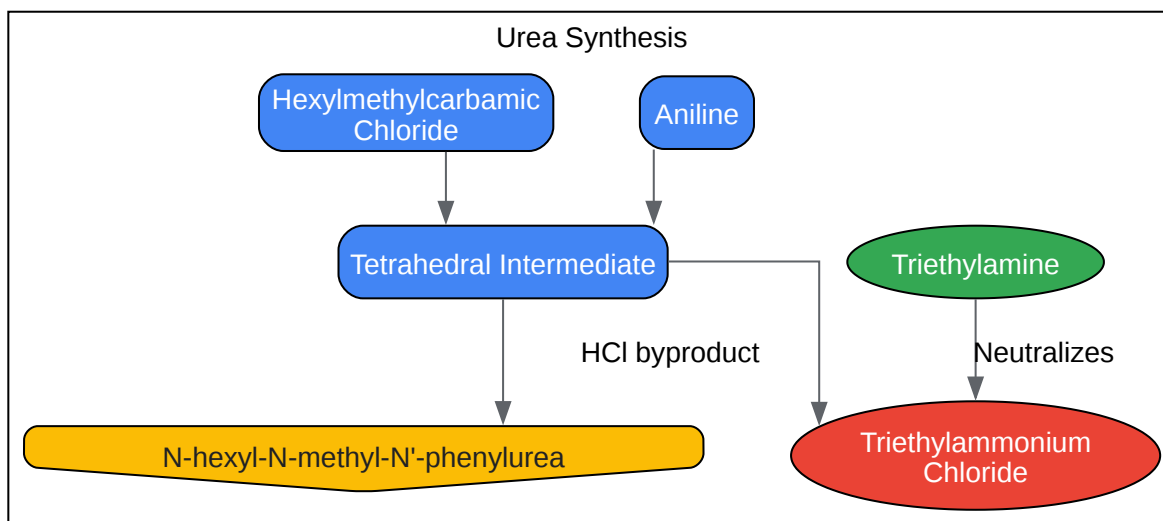 Urea Synthesis
Hexylmethylcarbamic
Chloride
Aniline
Tetrahedral Intermediate
Triethylamine
HCl byproduct
Neutralizes
N-hexyl-N-methyl-N'-phenylurea
Triethylammonium
Chloride